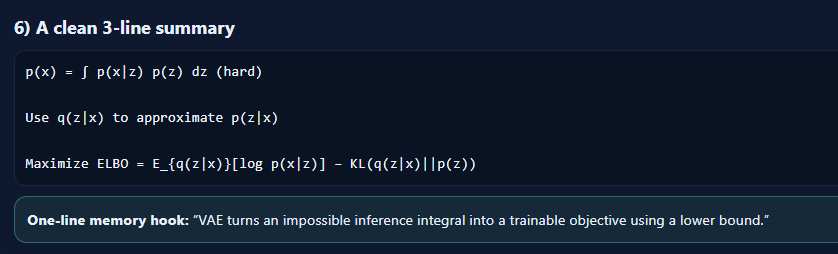 6) A clean 3-line summary
p(x) = ∫ p(x|z) p(z) dz (hard)
Use q(z|x) to approximate p(z|x)
Maximize ELBO = E_{q(z|x)}[log p(x|z)] − KL(q(z|x)||p(z))
One-line memory hook: "VAE turns an impossible inference integral into a trainable objective using a lower bound."